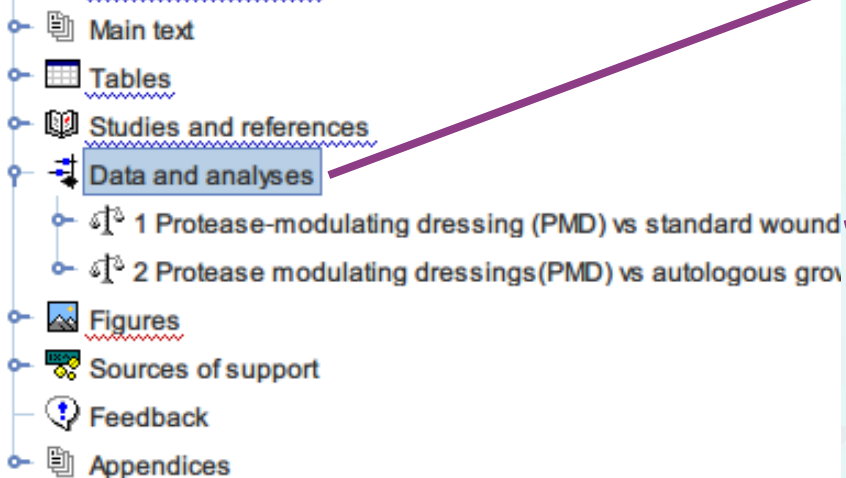 Main text
Tables
Studies and references
Data and analyses
1 Protease-modulating dressing (PMD) vs standard wound
2 Protease modulating dressings(PMD) vs autologous
Figures
Sources of support
Feedback
Appendices